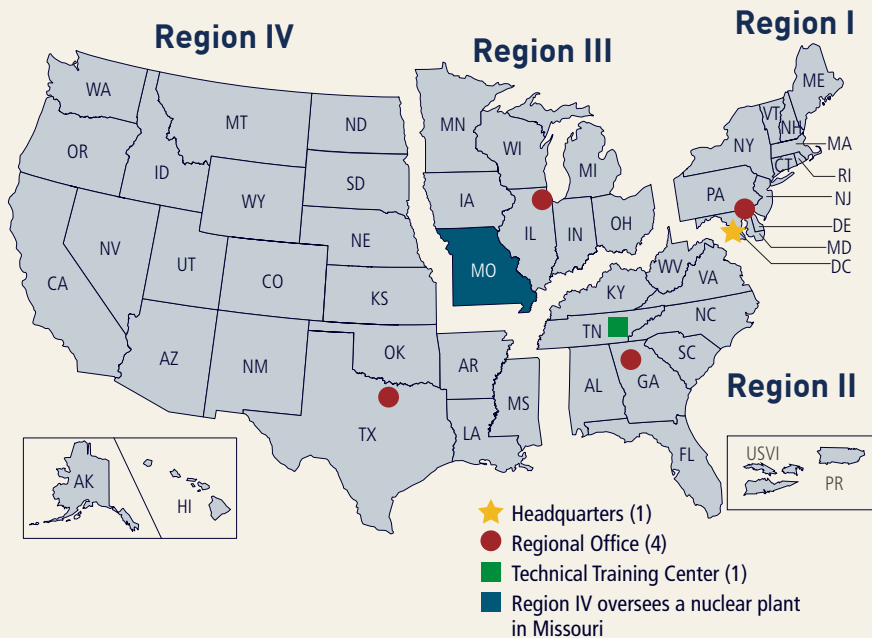 Region I
Region IV
Region III
ME
WA
VT
NH
MT
ND
MN
MA
OR
NY
WI
MI
CT
RI
ID
SD
PA
NJ
WY
IA
NE
IL
IN
OH
DE
MD
DC
NV
UT
CO
MO
WV
VA
CA
KS
KY
NC
TN
OK
AR
SC
AZ
NM
AL
GA
MS
Region II
TX
LA
FL
USVI
AK
PR
HI
Headquarters (1)
Regional Office (4)
Technical Training Center (1)
Region IV oversees a nuclear plant
in Missouri